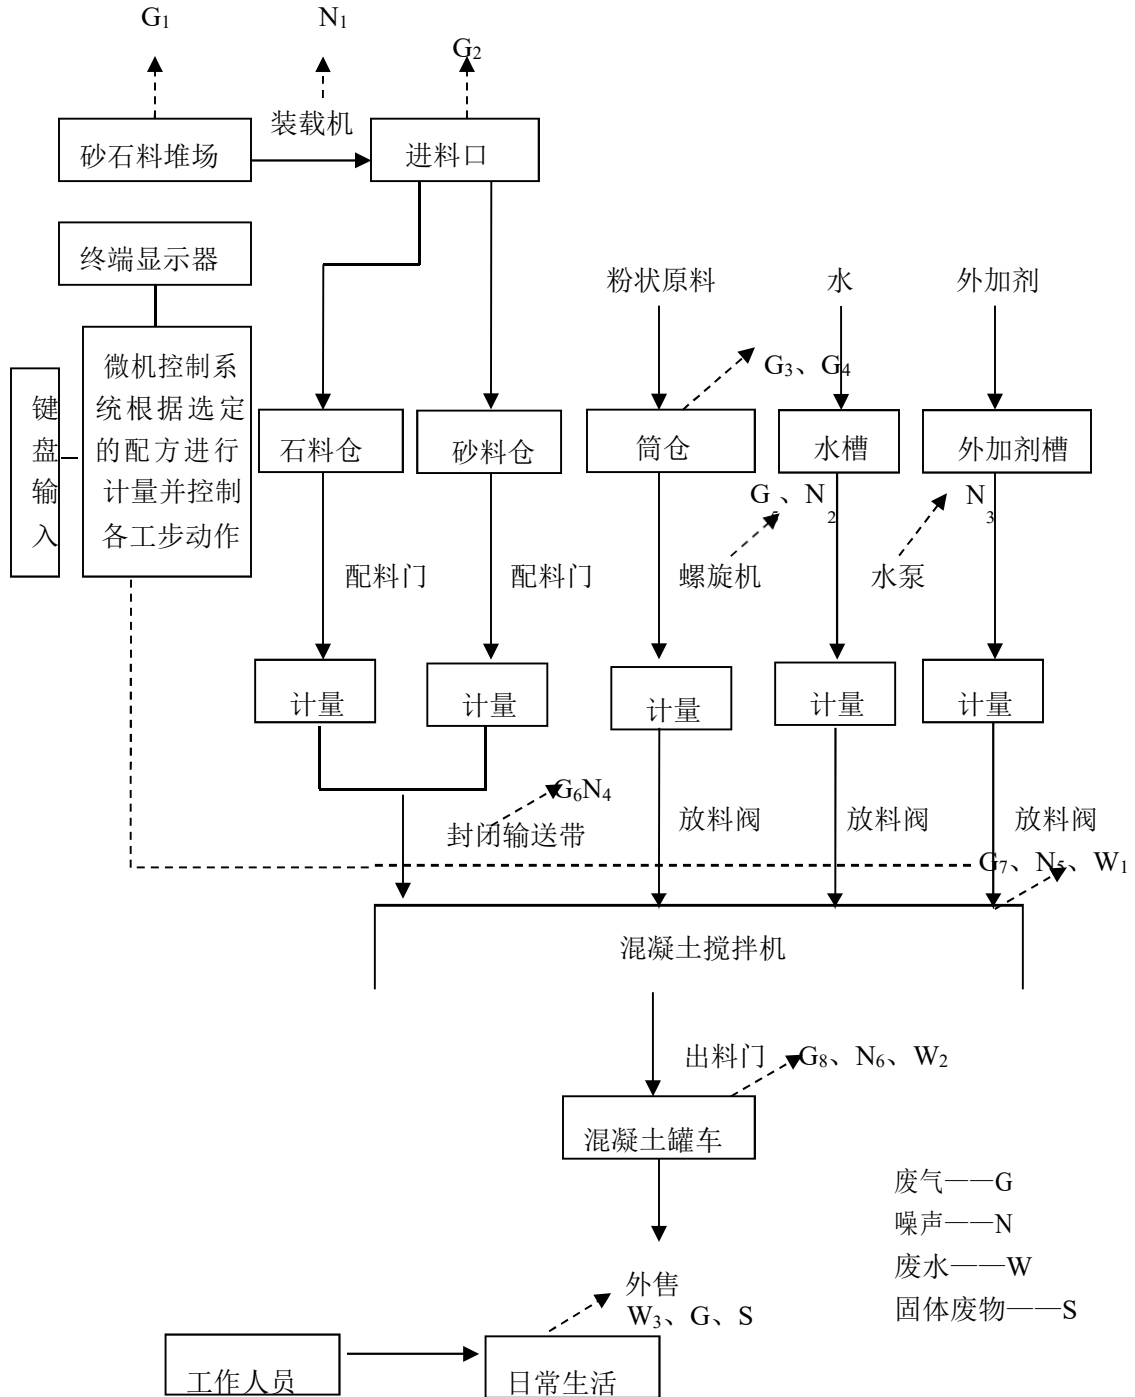 G₁
N₁
G₂
装载机
砂石料堆场
进料口
终端显示器
粉状原料
水
外加剂
微机控制系
统根据选定
的配方进行
计量并控制
各工步动作
键
盘
输
入
G₃、G₄
石料仓
砂料仓
筒仓
水槽
外加剂槽
G₅、N₂
N₃
配料门
配料门
螺旋机
水泵
计量
计量
计量
计量
计量
G₆N₄
封闭输送带
放料阀
放料阀
放料阀
G₇、N₅、W₁
混凝土搅拌机
出料门
G₈、N₆、W₂
混凝土罐车
废气——G
噪声——N
废水——W
固体废物——S
外售
W₃、G、S
工作人员
日常生活